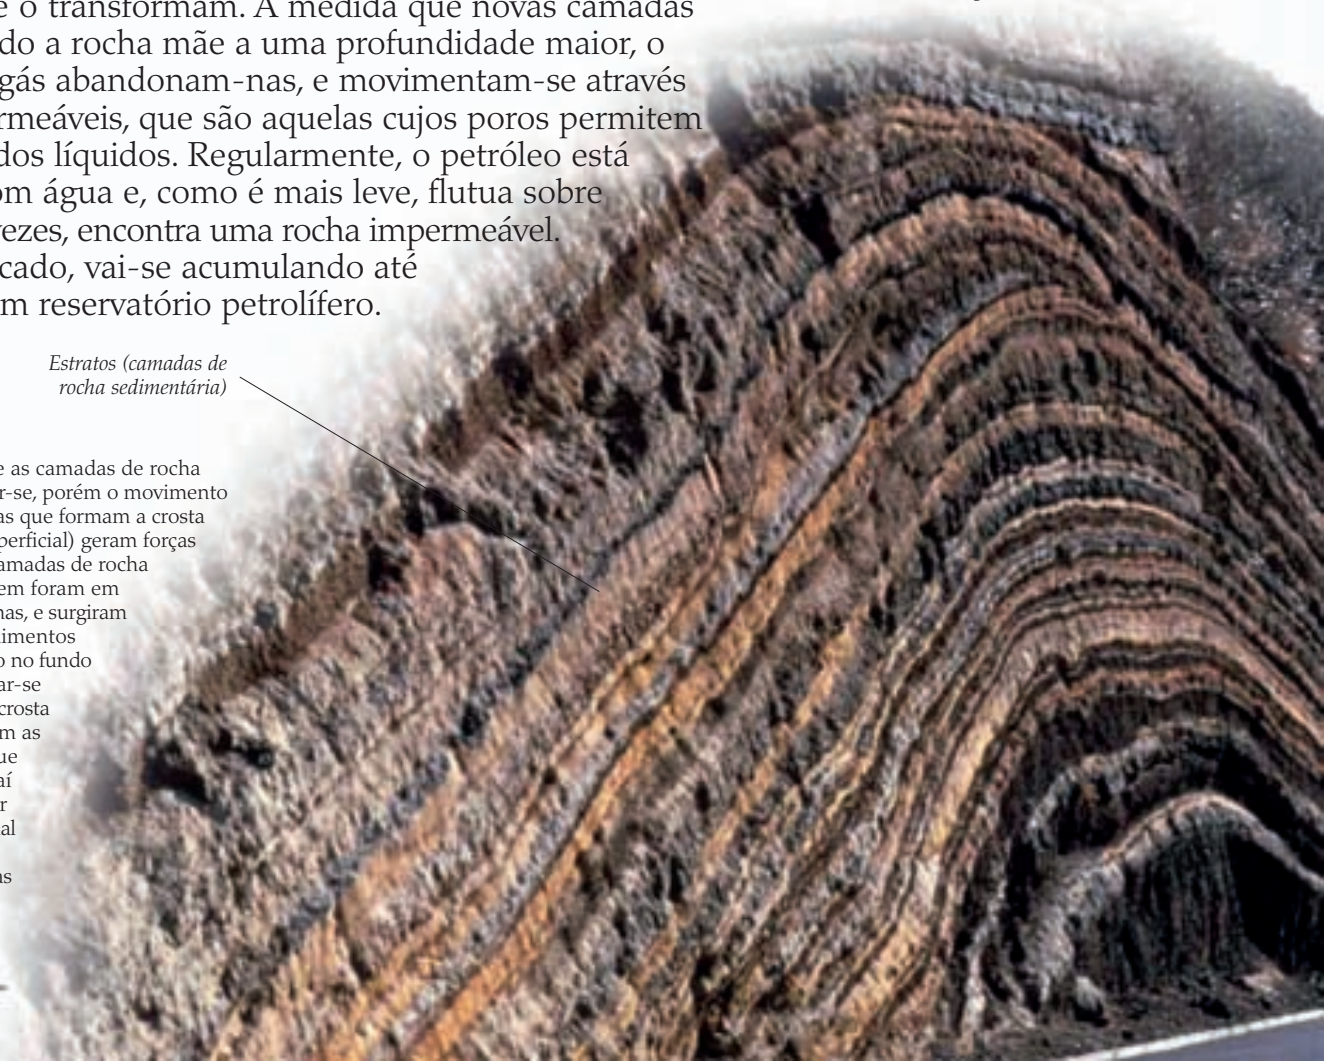 e o transformam. À medida que novas camadas
do a rocha mãe a uma profundidade maior, o
gás abandonam-nas, e movimentam-se através
rmeáveis, que são aquelas cujos poros permitem
dos líquidos. Regularmente, o petróleo está
om água e, como é mais leve, flutua sobre
vezes, encontra uma rocha impermeável.
cado, vai-se acumulando até
m reservatório petrolífero.
Estratos (camadas de
rocha sedimentária)
e as camadas de rocha
r-se, porém o movimento
as que formam a crosta
perficial) geram forças
amadas de rocha
em foram em
nas, e surgiram
imentos
o no fundo
ar-se
crosta
m as
ue
aí
r
al
as